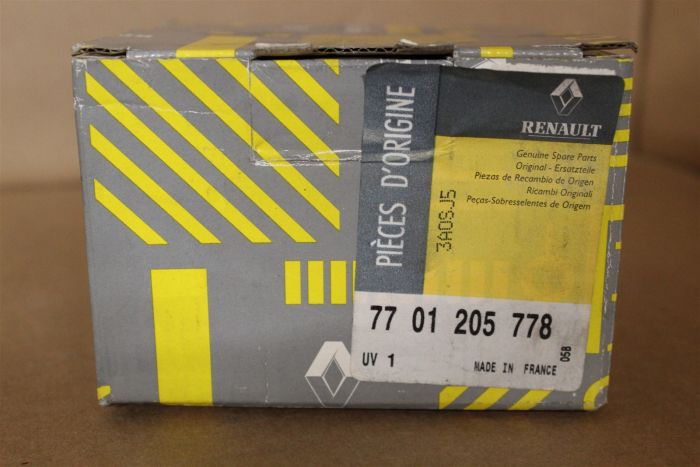 PIÈCES D'ORIGINE
3A0SJ5
RENAULT
Genuine Spare Parts
Original - Ersatzteile
Piezas de Recambio de Origen
Ricambi Originali
Peças-Sobresselentes de Origem
77 01 205 778
UV 1
MADE IN FRANCE
05B